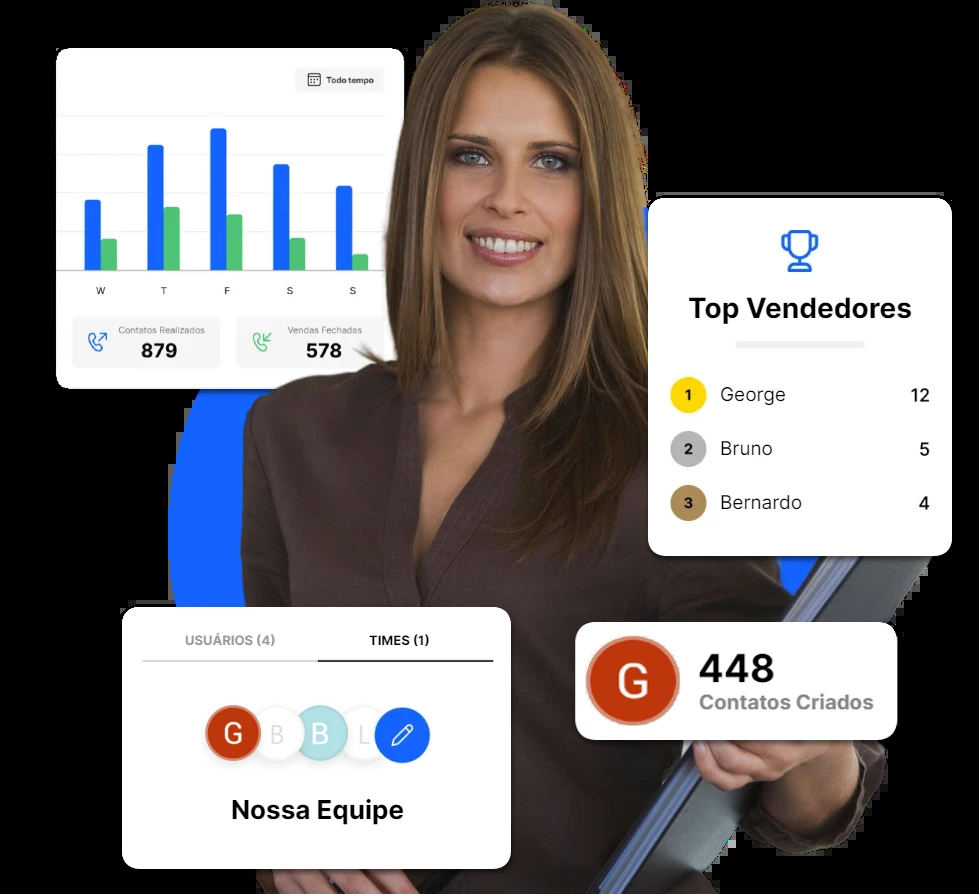 Todo tempo
W T F S S
Contatos Realizados
879
Vendas Fechadas
578
Top Vendedores
1 George 12
2 Bruno 5
3 Bernardo 4
USUÁRIOS (4) TIMES (1)
G B B L
Nossa Equipe
G
448
Contatos Criados